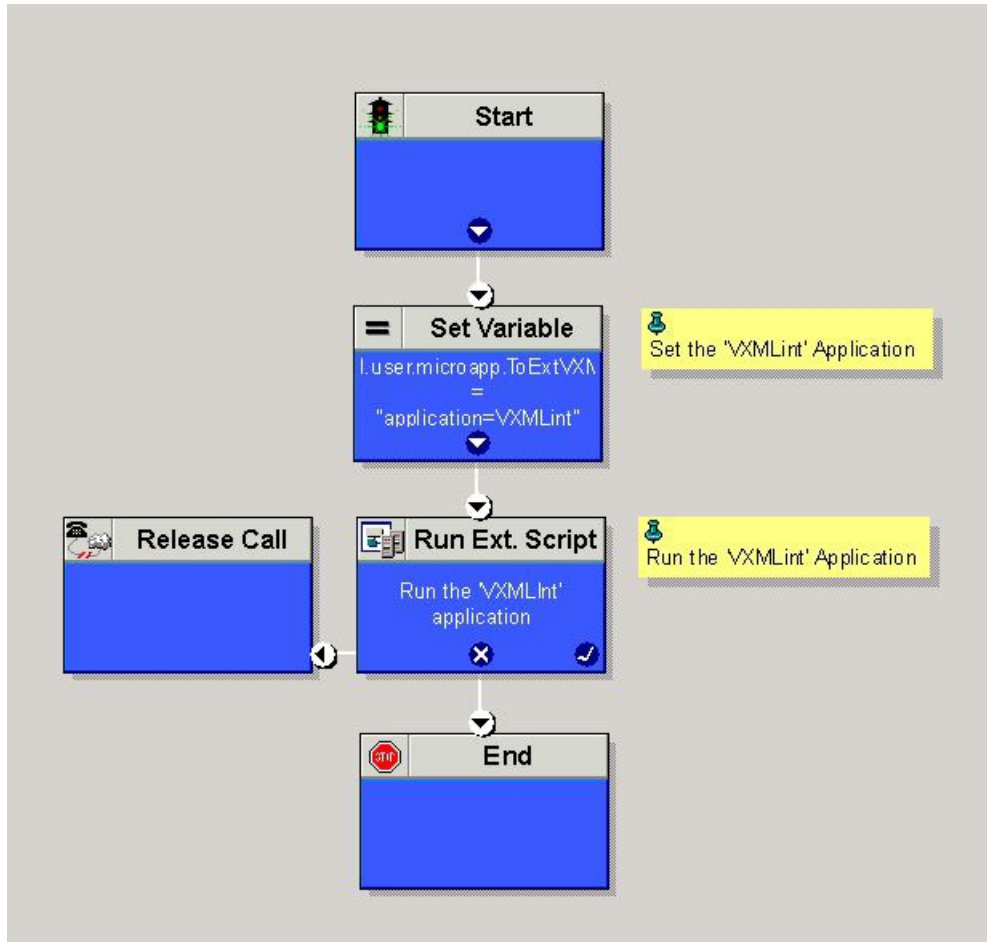 Start
= Set Variable
l.user.microapp.ToExtVXM
=
"application=VXMLint"
Set the 'VXMLint' Application
Release Call
Run Ext. Script
Run the 'VXMLInt'
application
Run the 'VXMLint' Application
STOP
End